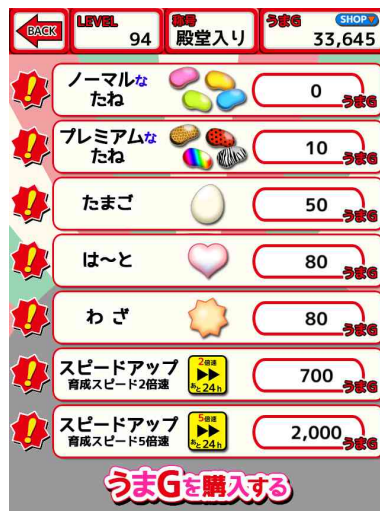 BACK
LEVEL
94
称号
殿堂入り
うまG
SHOP
33,645
ノーマルな
たね
0
うまG
プレミアムな
たね
10
うまG
たまご
50
うまG
は〜と
80
うまG
わざ
80
うまG
スピードアップ
育成スピード2倍速
2倍速
あと24h
700
うまG
スピードアップ
育成スピード5倍速
5倍速
あと24h
2,000
うまG
うまGを購入する